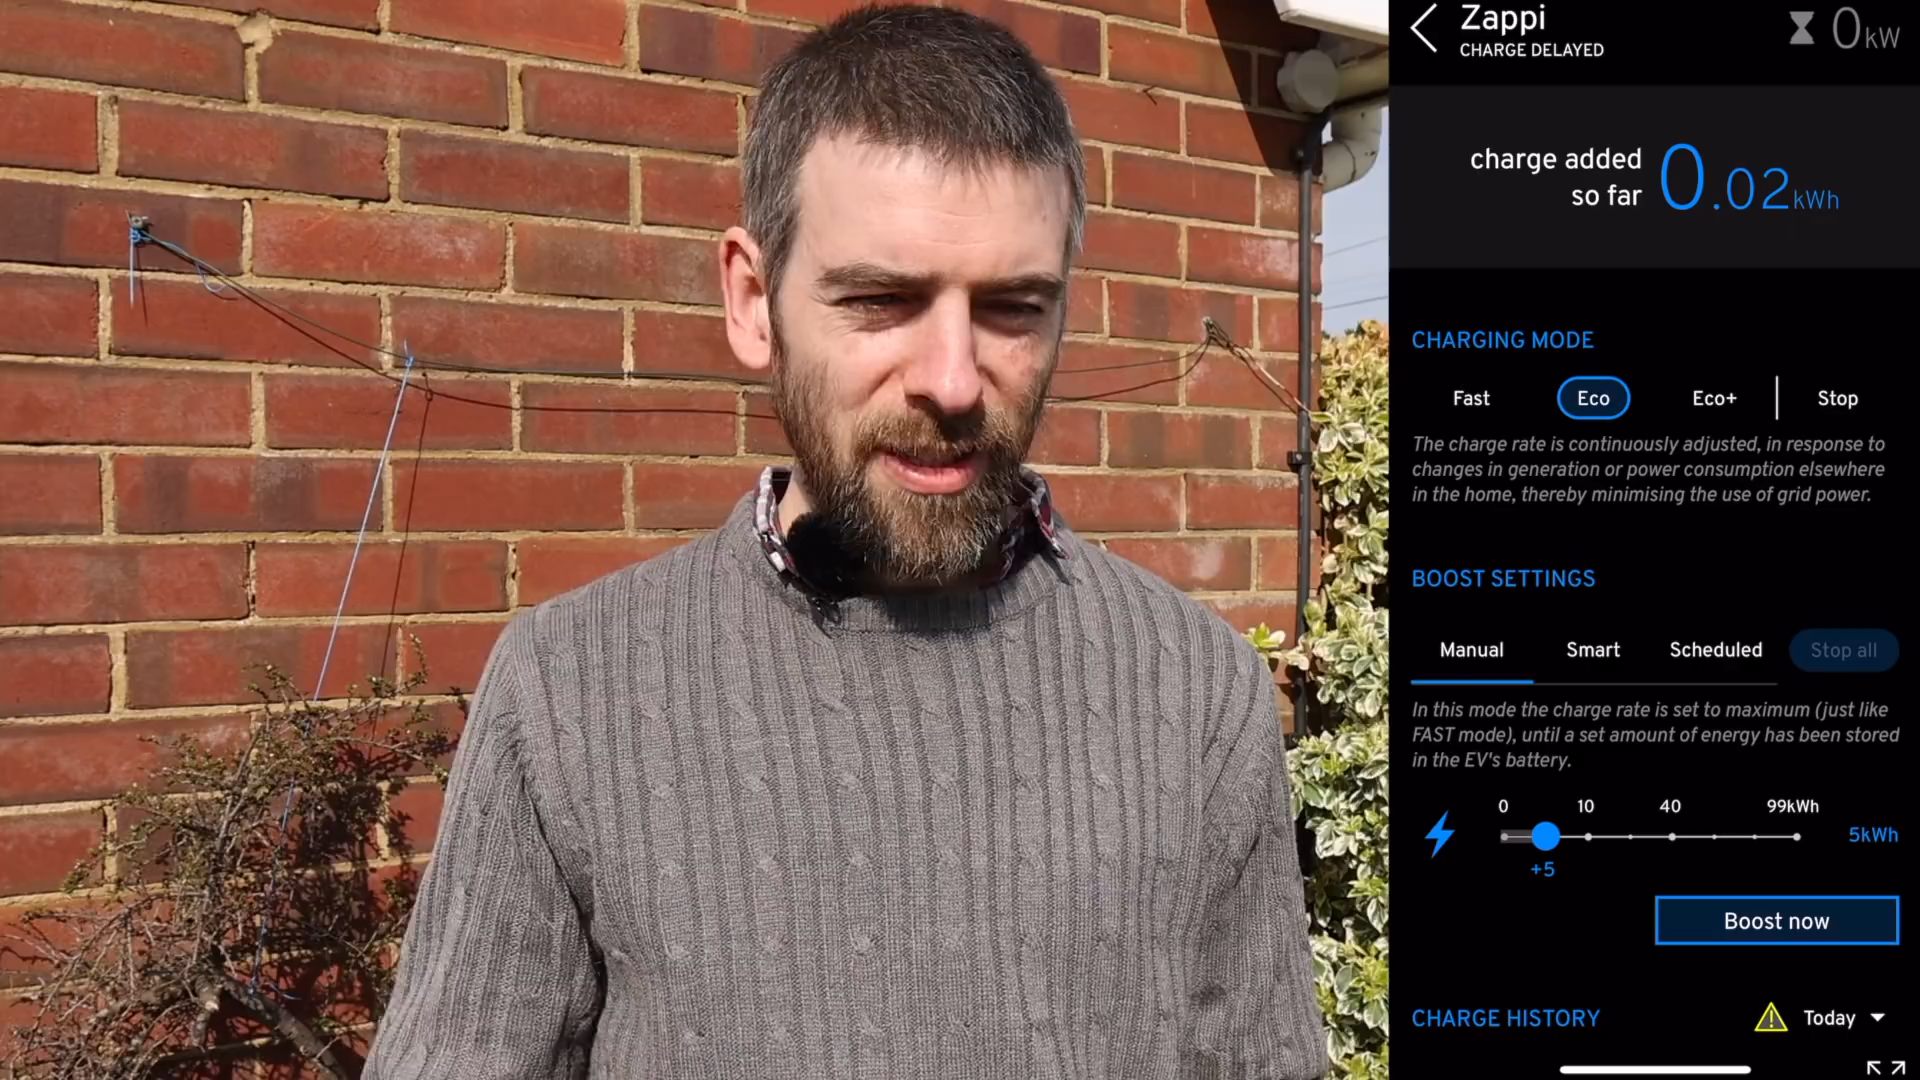 Zappi
CHARGE DELAYED
0kW
charge added
so far
0.02kWh
CHARGING MODE
Fast Eco Eco+ Stop
The charge rate is continuously adjusted, in response to
changes in generation or power consumption elsewhere
in the home, thereby minimising the use of grid power.
BOOST SETTINGS
Manual Smart Scheduled Stop all
In this mode the charge rate is set to maximum (just like
FAST mode), until a set amount of energy has been stored
in the EV's battery.
0 10 40 99kWh
5kWh
+5
Boost now
CHARGE HISTORY Today